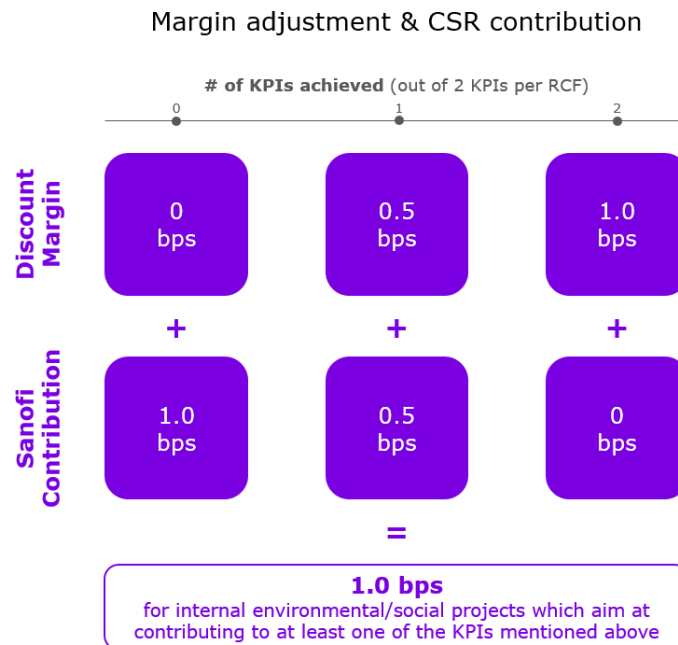 Margin adjustment & CSR contribution
# of KPIs achieved (out of 2 KPIs per RCF)
0
1
2
Discount
Margin
0
bps
0.5
bps
1.0
bps
+
+
+
Sanofi
Contribution
1.0
bps
0.5
bps
0
bps
=
1.0 bps
for internal environmental/social projects which aim at
contributing to at least one of the KPIs mentioned above